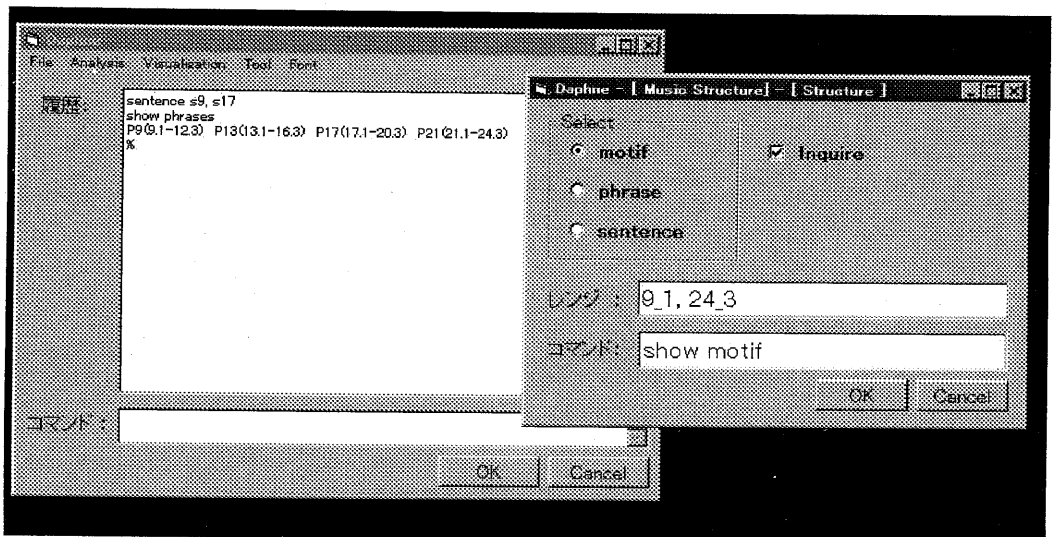 File Analysis Visualization Tool Font
履歴:
sentence s9, s17
show phrases
P9(9.1-12.3) P13(13.1-16.3) P17(17.1-20.3) P21(21.1-24.3)
%
コマンド:
OK Cancel
Daphne - [ Music Structure] - [ Structure ]
Select
motif
Inquire
phrase
sentence
レンジ : 9_1, 24_3
コマンド: show motif
OK Cancel